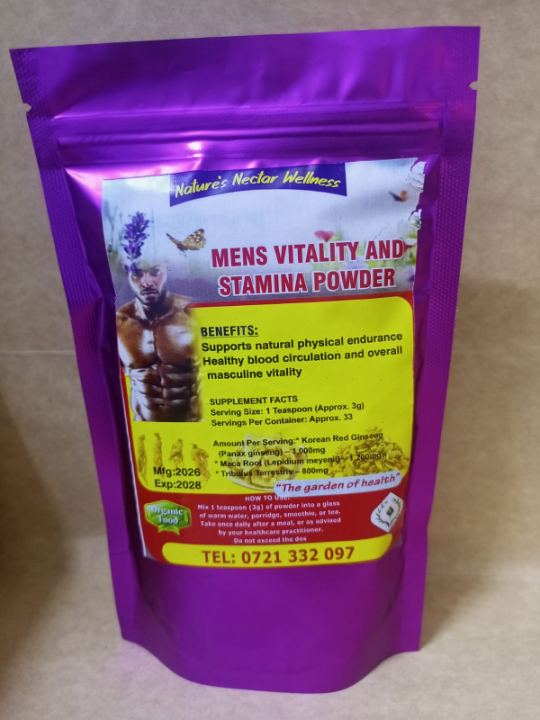 Nature's Nectar Wellness
MENS VITALITY AND
STAMINA POWDER
BENEFITS:
Supports natural physical endurance
Healthy blood circulation and overall
masculine vitality
SUPPLEMENT FACTS
Serving Size: 1 Teaspoon (Approx. 3g)
Servings Per Container: Approx. 33
Amount Per Serving:* Korean Red Ginseng
(Panax ginseng) – 1,000mg
* Maca Root (Lepidium meyenii) – 1,200mg
* Tribulus Terrestris – 800mg
Mfg:2026
Exp:2028
"The garden of health"
HOW TO USE:
Mix 1 teaspoon (3g) of powder into a glass
of warm water, porridge, smoothie, or tea.
Take once daily after a meal, or as advised
by your healthcare practitioner.
Do not exceed the dos
Organic
Food
TEL: 0721 332 097